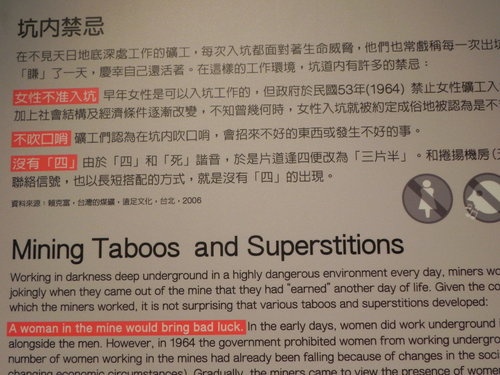 坑內禁忌
在不見天日地底深處工作的礦工，每次入坑都面對著生命威脅，他們也常戲稱每一次出坑
「賺」了一天，慶幸自己還活著。在這樣的工作環境，坑道內有許多的禁忌：
女性不准入坑 早年女性是可以入坑工作的，但政府於民國53年(1964) 禁止女性礦工入
加上社會結構及經濟條件逐漸改變，不知曾幾何時，女性入坑就被約定成俗地被認為是不
不吹口哨 礦工們認為在坑內吹口哨，會招來不好的東西或發生不好的事。
沒有「四」 由於「四」和「死」諧音，於是片道逢四便改為「三片半」。和捲揚機房(
聯絡信號，也以長短搭配的方式，就是沒有「四」的出現。
資料來源：賴克富，台灣的煤礦，遠足文化，台北，2006
Mining Taboos and Superstitions
Working in darkness deep underground in a highly dangerous environment every day, miners
jokingly when they came out of the mine that they had "earned" another day of life. Given the
which the miners worked, it is not surprising that various taboos and superstitions developed:
A woman in the mine would bring bad luck. In the early days, women did work underground
alongside the men. However, in 1964 the government prohibited women from working
number of women working in the mines had already been falling because of changes in the
changing economic circumstances). Gradually, the miners came to view the presence of